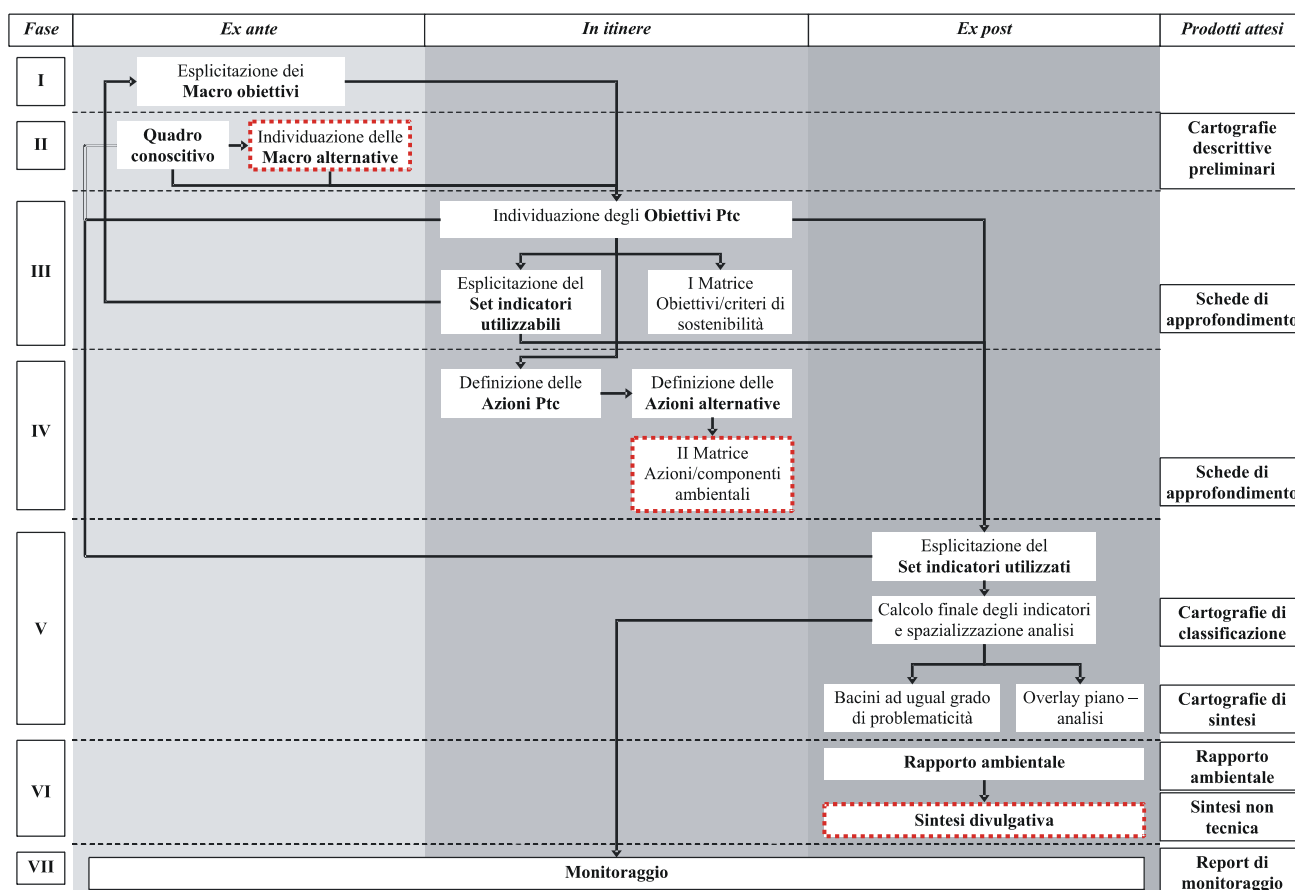 Fase
Ex ante
In itinere
Ex post
Prodotti attesi
I
Esplicitazione dei
Macro obiettivi
II
Quadro
conoscitivo
Individuazione delle
Macro alternative
Cartografie
descrittive
preliminari
III
Individuazione degli Obiettivi Ptc
Esplicitazione del
Set indicatori
utilizzabili
I Matrice
Obiettivi/criteri di
sostenibilità
Schede di
approfondimento
IV
Definizione delle
Azioni Ptc
Definizione delle
Azioni alternative
II Matrice
Azioni/componenti
ambientali
Schede di
approfondimento
V
Esplicitazione del
Set indicatori utilizzati
Calcolo finale degli indicatori
e spazializzazione analisi
Cartografie di
classificazione
Bacini ad ugual grado
di problematicità
Overlay piano –
analisi
Cartografie di
sintesi
VI
Rapporto ambientale
Rapporto
ambientale
Sintesi divulgativa
Sintesi non
tecnica
VII
Monitoraggio
Report di
monitoraggio